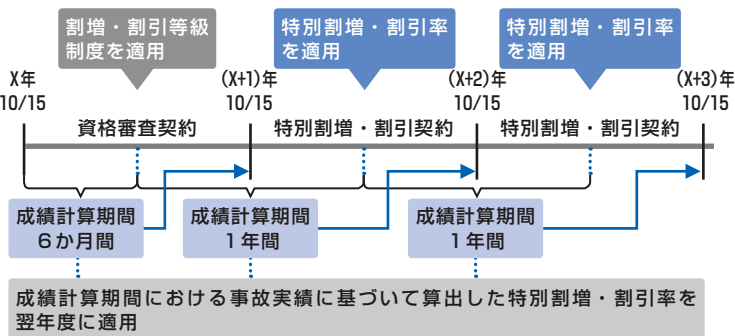 割増・割引等級
制度を適用
特別割増・割引率
を適用
特別割増・割引率
を適用
X年
10/15
(X+1)年
10/15
(X+2)年
10/15
(X+3)年
10/15
資格審査契約
特別割増・割引契約
特別割増・割引契約
成績計算期間
6か月間
成績計算期間
1年間
成績計算期間
1年間
成績計算期間における事故実績に基づいて算出した特別割増・割引率を
翌年度に適用